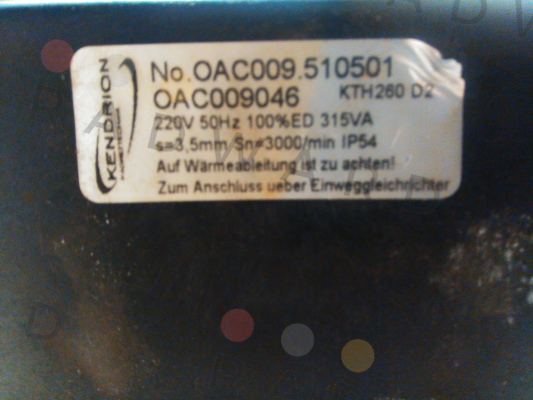 KENDRION
No.OAC009.510501
OAC009046 KTH260 D2
220V 50Hz 100%ED 315VA
s=3,5mm Sn=3000/min IP54
Auf Wärmeableitung ist zu achten!
Zum Anschluss ueber Einweggleichrichter